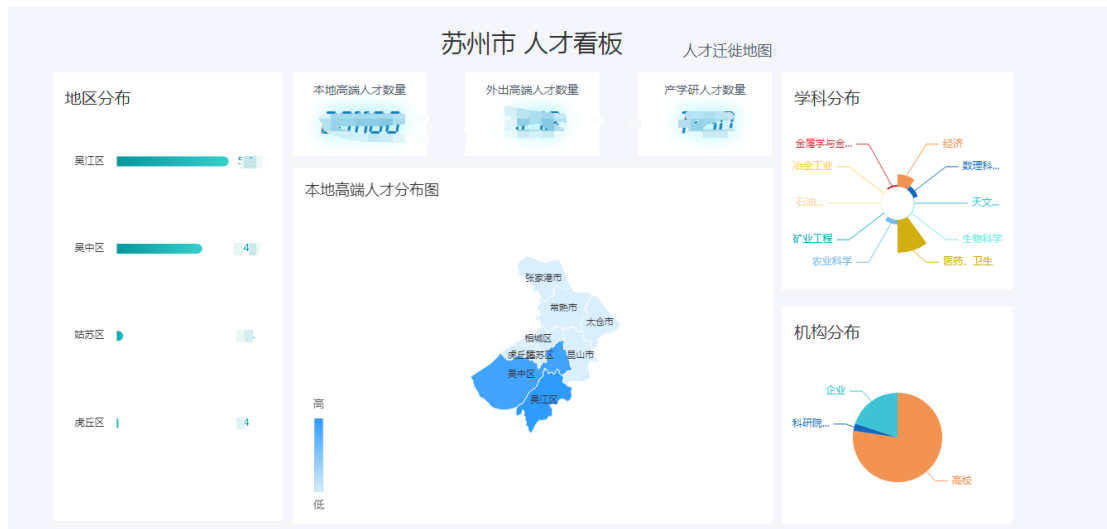 苏州市 人才看板
人才迁徙地图
地区分布
吴江区
吴中区
4
姑苏区
虎丘区
4
本地高端人才数量
外出高端人才数量
产学研人才数量
本地高端人才分布图
张家港市
常熟市
太仓市
相城区
虎丘区
姑苏区
昆山市
吴中区
吴江区
高
低
学科分布
金属学与金...
经济
冶金工业
数理科...
石油...
天文...
矿业工程
生物科学
农业科学
医药、卫生
机构分布
企业
科研院...
高校